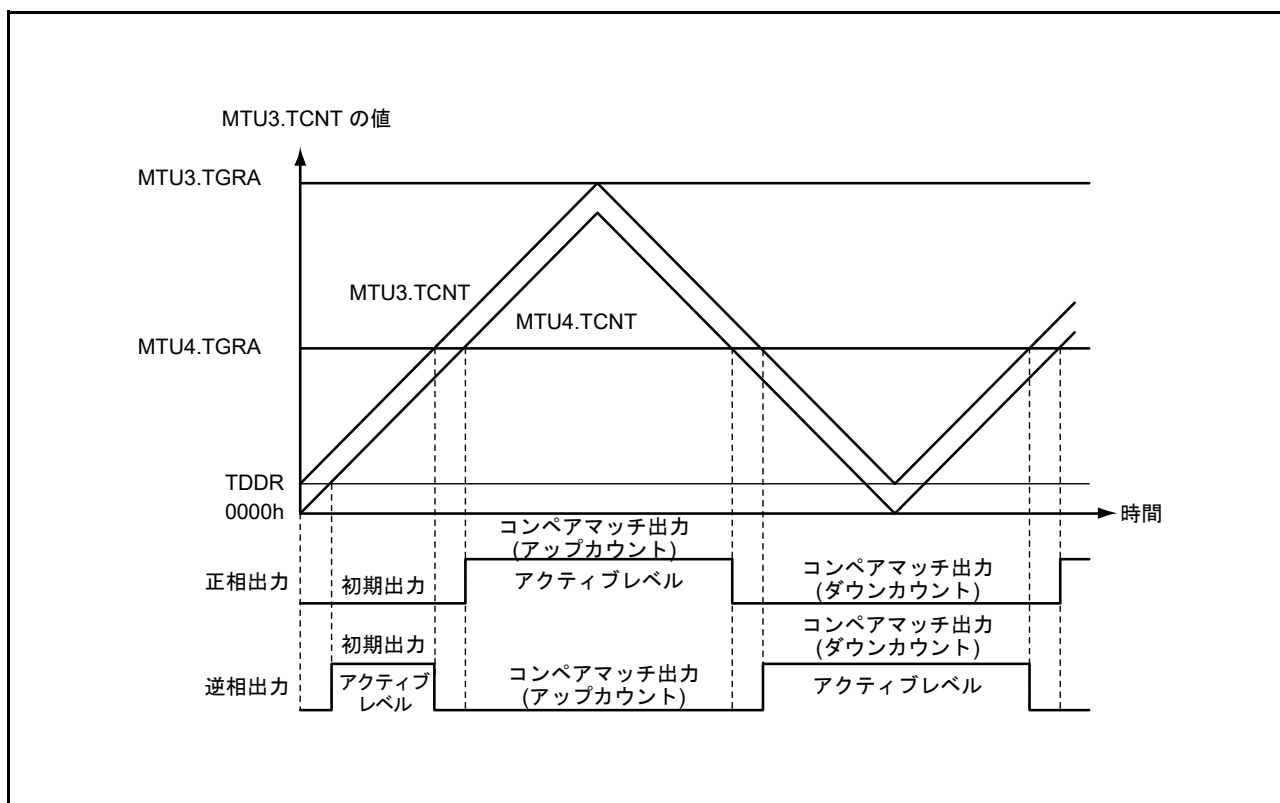 MTU3.TCNT の値
MTU3.TGRA
MTU3.TCNT
MTU4.TCNT
MTU4.TGRA
TDDR
0000h
時間
コンペアマッチ出力
(アップカウント)
正相出力
初期出力
アクティブレベル
コンペアマッチ出力
(ダウンカウント)
初期出力
コンペアマッチ出力
(ダウンカウント)
逆相出力
アクティブ
レベル
コンペアマッチ出力
(アップカウント)
アクティブレベル